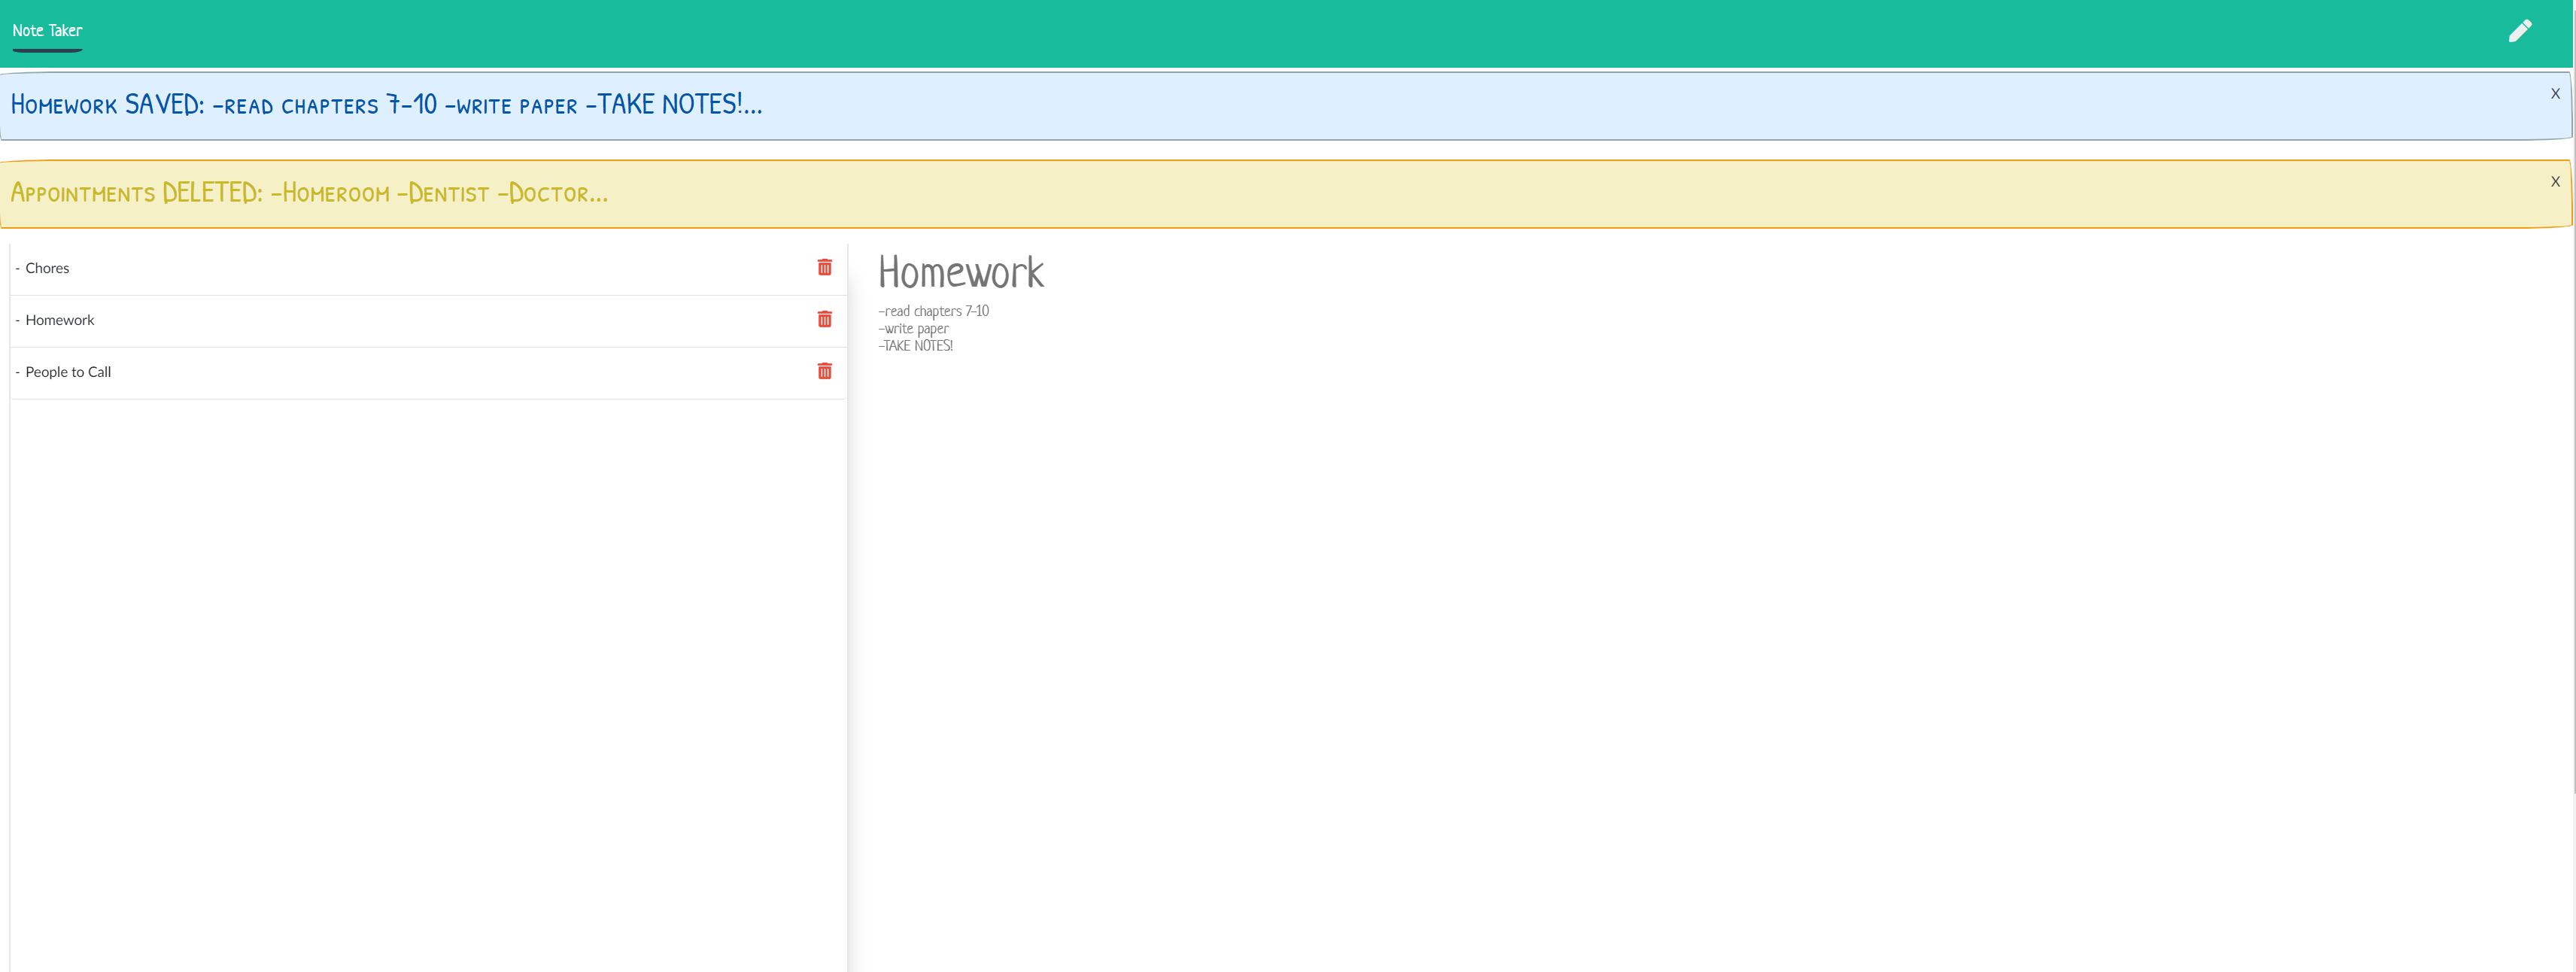 Note Taker
Homework SAVED: -read chapters 7-10 -write paper -TAKE NOTES!...
X
Appointments DELETED: -Homeroom -Dentist -Doctor...
X
- Chores
- Homework
- People to Call
Homework
-read chapters 7-10
-write paper
-TAKE NOTES!